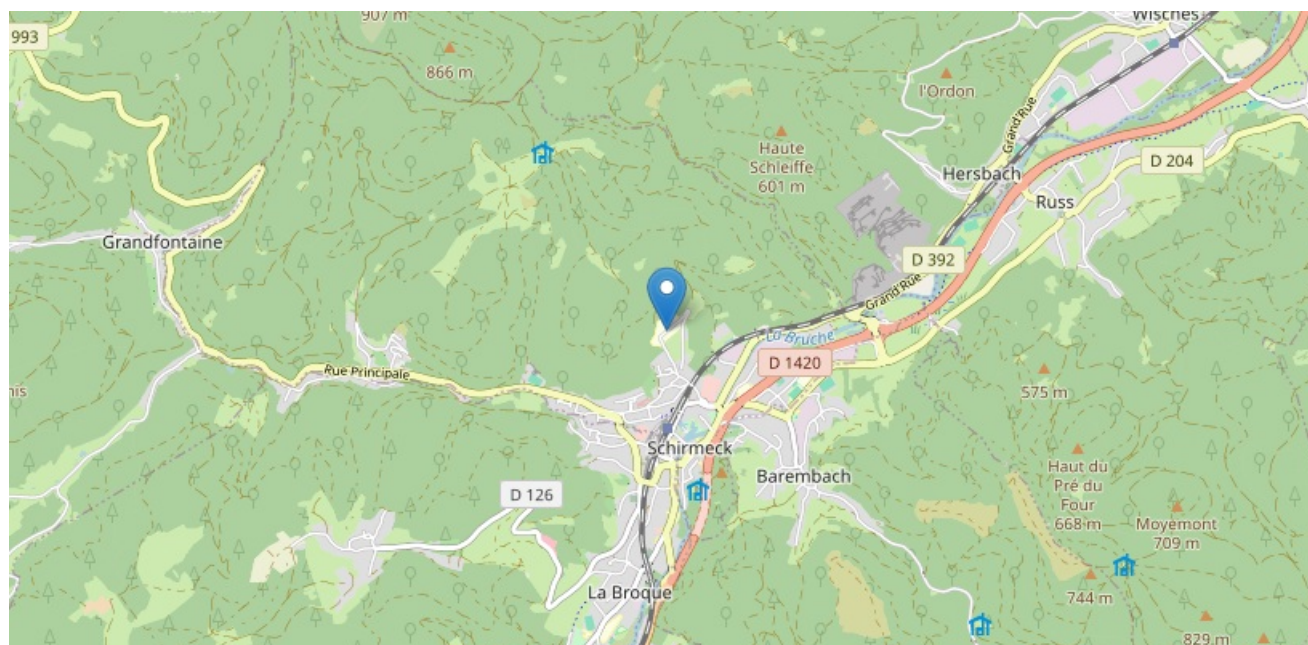 907 m
Wisches
993
866 m
l'Ordon
Grand'Rue
Haute
Schleiffe
601 m
D 204
Hersbach
Russ
Grandfontaine
D 392
Grand'Rue
La Bruche
D 1420
Rue Principale
575 m
Schirmeck
Barembach
Haut du
Pré du
Four
668 m
D 126
Moyemont
709 m
La Broque
744 m
829 m